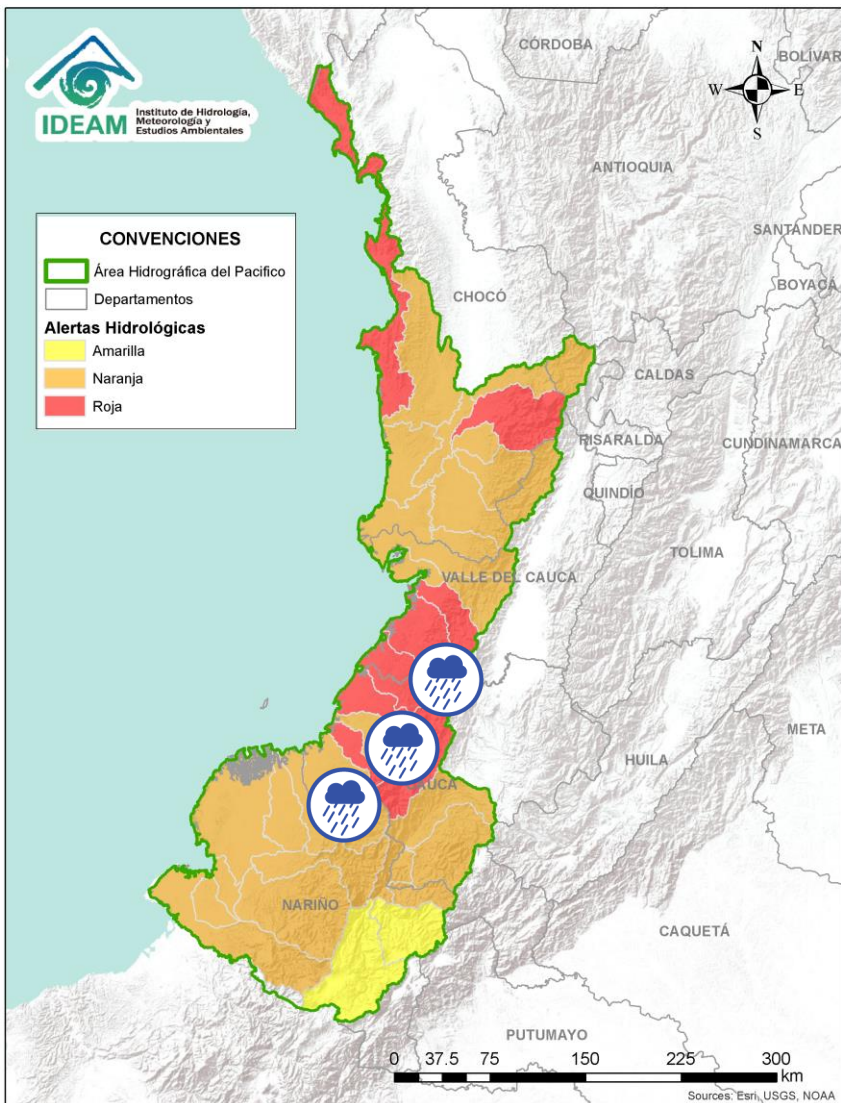 IDEAM
Instituto de Hidrología,
Meteorología y
Estudios Ambientales
N
W
E
S
CONVENCIONES
Área Hidrográfica del Pacifico
Departamentos
Alertas Hidrológicas
Amarilla
Naranja
Roja
CÓRDOBA
BOLÍVAR
ANTIOQUIA
SANTANDER
BOYACÁ
CHOCÓ
CALDAS
RISARALDA
CUNDINAMARCA
QUINDÍO
TOLIMA
VALLE DEL CAUCA
META
HUILA
AUCA
NARIÑO
CAQUETÁ
PUTUMAYO
0 37.5 75 150 225 300
km
Sources: Esri, USGS, NOAA